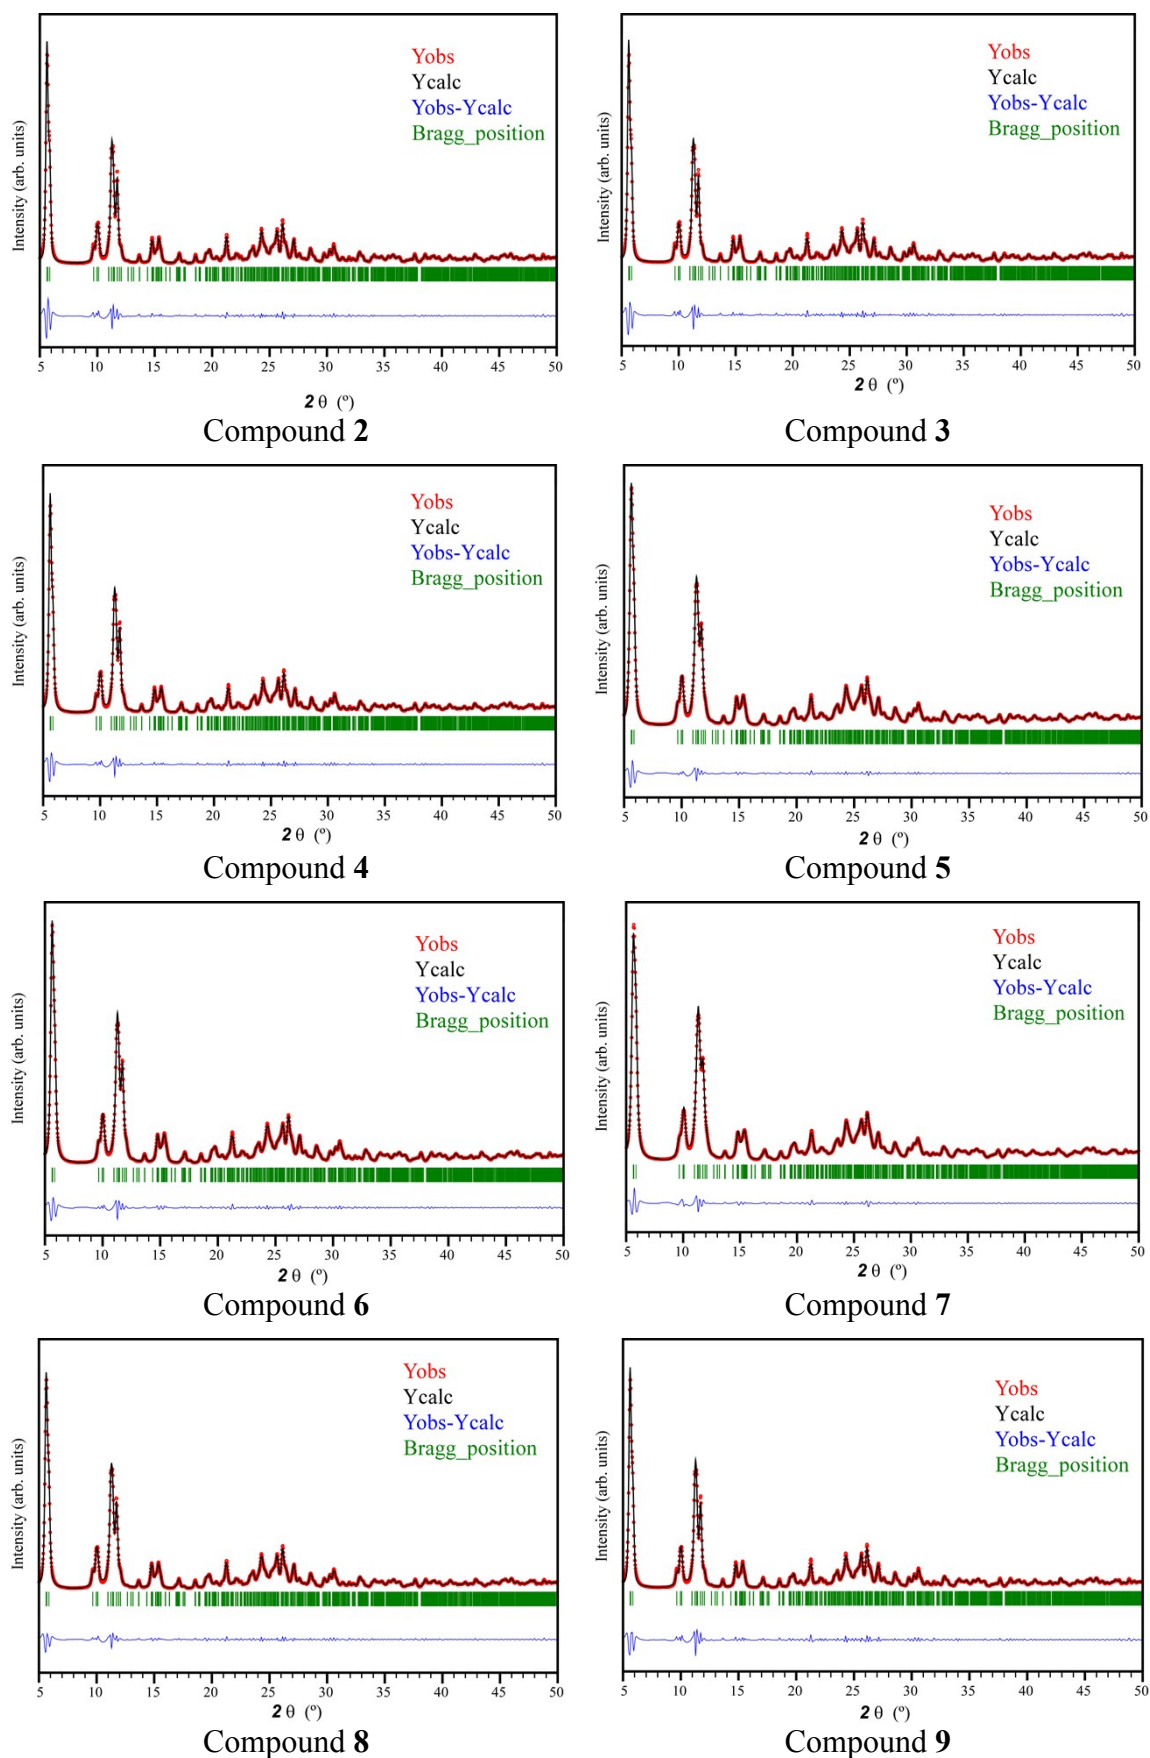 Yobs
Ycalc
Yobs-Ycalc
Bragg_position
Intensity (arb. units)
5 10 15 20 25 30 35 40 45 50
2 θ (º)
Compound 2
Yobs
Ycalc
Yobs-Ycalc
Bragg_position
Intensity (arb. units)
5 10 15 20 25 30 35 40 45 50
2 θ (º)
Compound 3
Yobs
Ycalc
Yobs-Ycalc
Bragg_position
Intensity (arb. units)
5 10 15 20 25 30 35 40 45 50
2 θ (º)
Compound 4
Yobs
Ycalc
Yobs-Ycalc
Bragg_position
Intensity (arb. units)
5 10 15 20 25 30 35 40 45 50
2 θ (º)
Compound 5
Yobs
Ycalc
Yobs-Ycalc
Bragg_position
Intensity (arb. units)
5 10 15 20 25 30 35 40 45 50
2 θ (º)
Compound 6
Yobs
Ycalc
Yobs-Ycalc
Bragg_position
Intensity (arb. units)
5 10 15 20 25 30 35 40 45 50
2 θ (º)
Compound 7
Yobs
Ycalc
Yobs-Ycalc
Bragg_position
Intensity (arb. units)
5 10 15 20 25 30 35 40 45 50
2 θ (º)
Compound 8
Yobs
Ycalc
Yobs-Ycalc
Bragg_position
Intensity (arb. units)
5 10 15 20 25 30 35 40 45 50
2 θ (º)
Compound 9